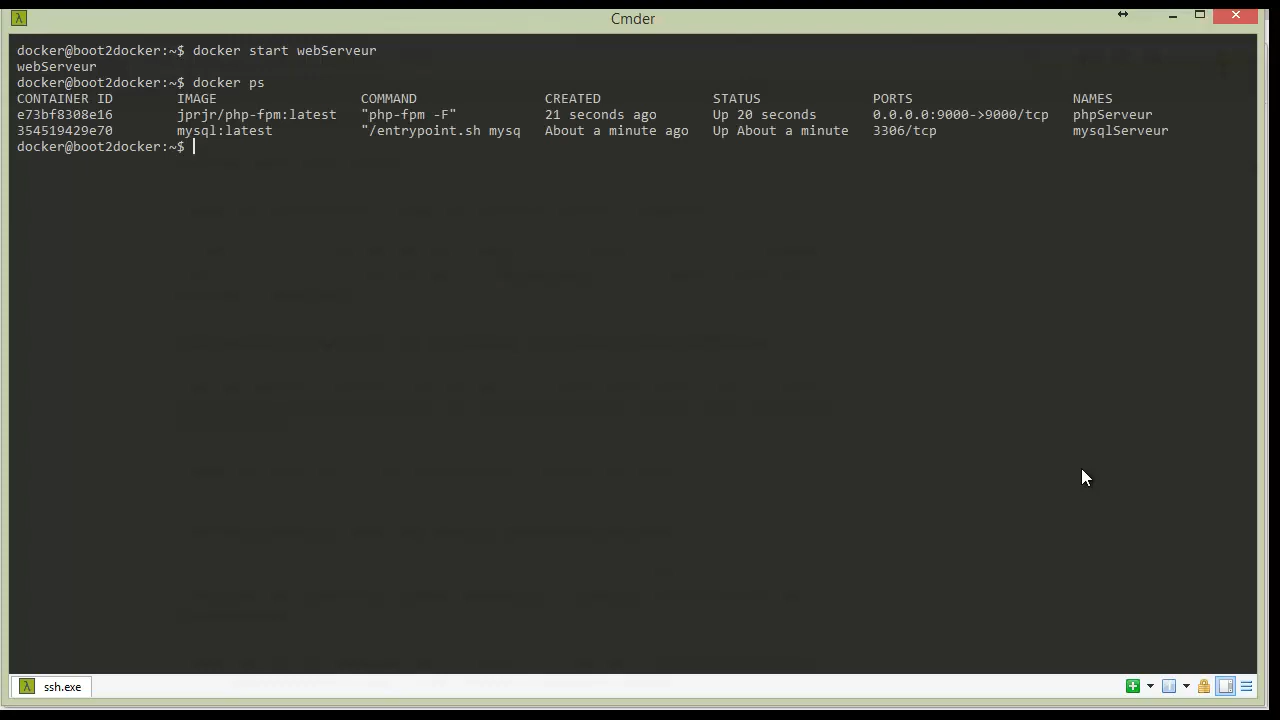 Cmder
docker@boot2docker:~$ docker start webServeur
webServeur
docker@boot2docker:~$ docker ps
CONTAINER ID        IMAGE                  COMMAND                CREATED              STATUS              PORTS                    NAMES
e73bf8308e16        jprjr/php-fpm:latest   "php-fpm -F"           21 seconds ago       Up 20 seconds       0.0.0.0:9000->9000/tcp   phpServeur
354519429e70        mysql:latest           "/entrypoint.sh mysq   About a minute ago   Up About a minute   3306/tcp                 mysqlServeur
docker@boot2docker:~$
ssh.exe